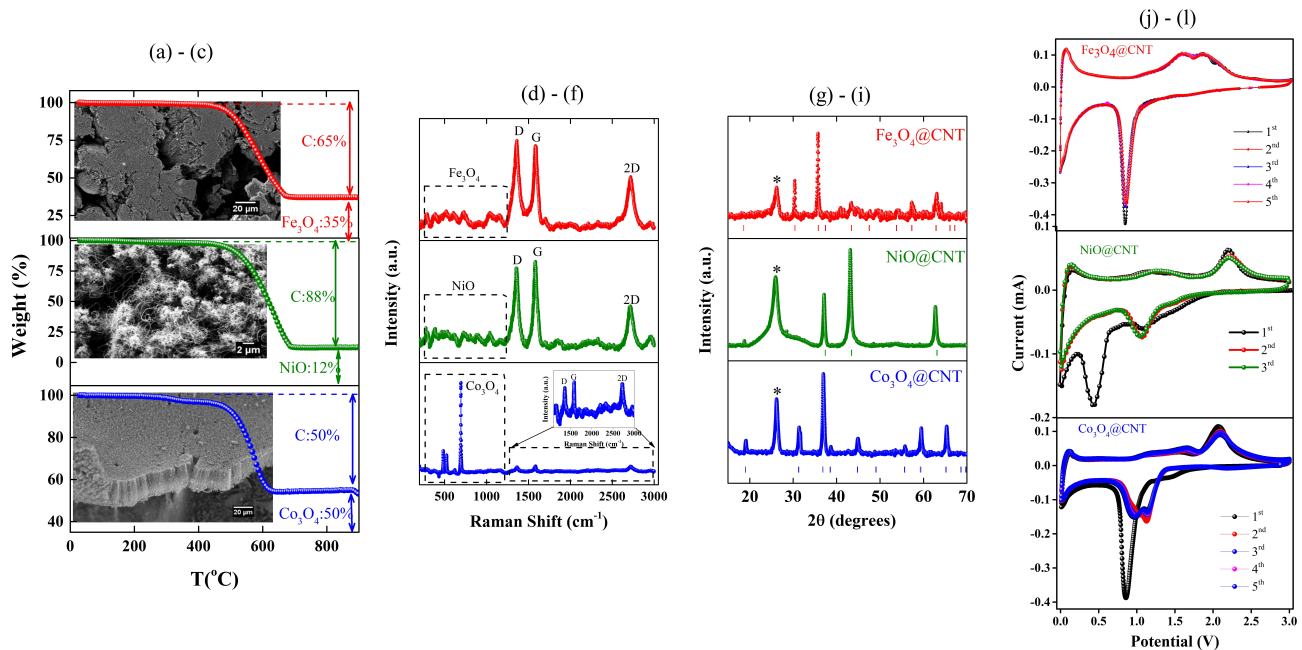 (a) - (c)
100
75
50
25
C:65%
20 µm
Fe₃O₄:35%
100
75
50
25
0
C:88%
2 µm
NiO:12%
100
80
60
40
C:50%
20 µm
Co₃O₄:50%
0
200
400
600
800
Weight (%)
T(°C)
(d) - (f)
D
G
2D
Fe₃O₄
D
G
2D
NiO
Co₃O₄
D
G
2D
Intensity (a.u.)
1500
2000
2500
3000
Raman Shift (cm⁻¹)
500
1000
1500
2000
2500
3000
Intensity (a.u.)
Raman Shift (cm⁻¹)
(g) - (i)
Fe₃O₄@CNT
*
NiO@CNT
*
Co₃O₄@CNT
*
20
30
40
50
60
70
Intensity (a.u.)
2θ (degrees)
(j) - (l)
Fe₃O₄@CNT
0.1
0.0
-0.1
-0.2
-0.3
-0.4
1ˢᵗ
2ⁿᵈ
3ʳᵈ
4ᵗʰ
5ᵗʰ
NiO@CNT
0.0
-0.1
-0.2
1ˢᵗ
2ⁿᵈ
3ʳᵈ
Co₃O₄@CNT
0.1
0.0
-0.1
-0.2
-0.3
-0.4
1ˢᵗ
2ⁿᵈ
3ʳᵈ
4ᵗʰ
5ᵗʰ
0.0
0.5
1.0
1.5
2.0
2.5
3.0
Current (mA)
Potential (V)